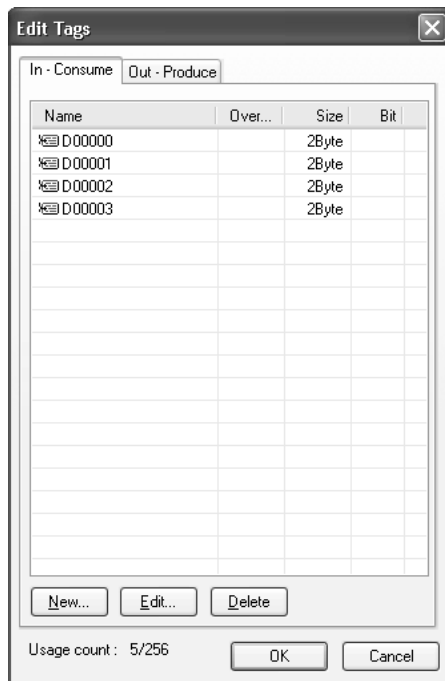 Edit Tags
In - Consume Out - Produce
Name Over... Size Bit
D00000 2Byte
D00001 2Byte
D00002 2Byte
D00003 2Byte
New... Edit... Delete
Usage count : 5/256 OK Cancel